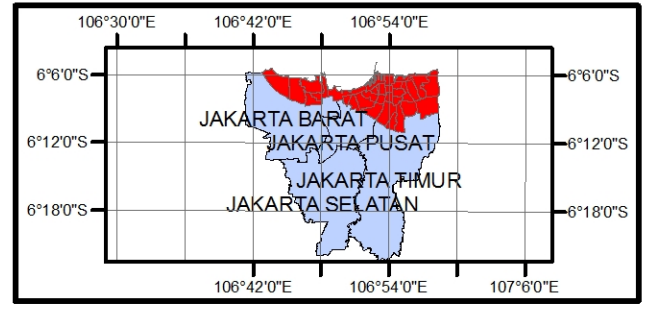 106°30'0"E 106°42'0"E 106°54'0"E
6°6'0"S 6°6'0"S
JAKARTA BARAT
JAKARTA PUSAT
6°12'0"S 6°12'0"S
JAKARTA TIMUR
JAKARTA SELATAN
6°18'0"S 6°18'0"S
106°42'0"E 106°54'0"E 107°6'0"E